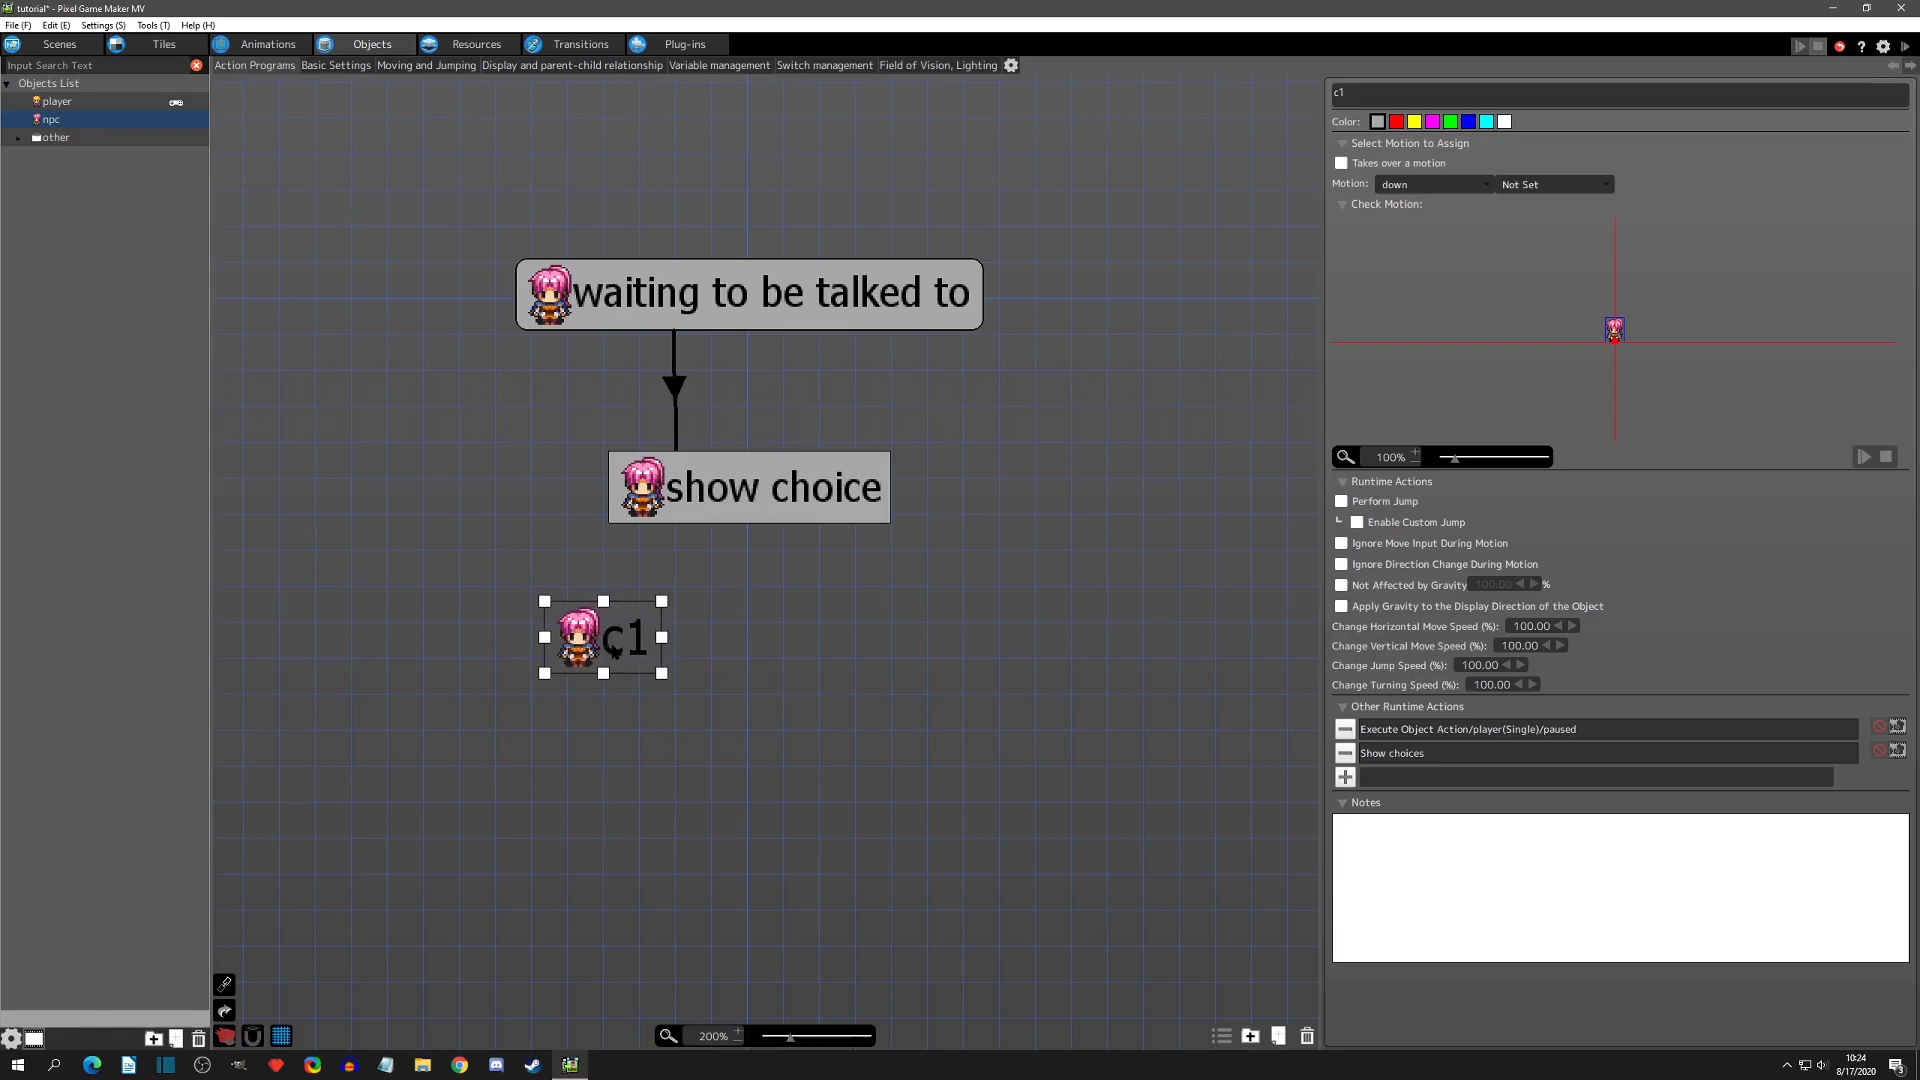 tutorial* - Pixel Game Maker MV
File (F) Edit (E) Settings (S) Tools (T) Help (H)
Scenes Tiles Animations Objects Resources Transitions Plug-ins
Input Search Text
Action Programs Basic Settings Moving and Jumping Display and parent-child relationship Variable management Switch management Field of Vision, Lighting
Objects List
player
npc
other
waiting to be talked to
show choice
c1
200%
c1
Color:
Select Motion to Assign
Takes over a motion
Motion: down Not Set
Check Motion:
100%
Runtime Actions
Perform Jump
Enable Custom Jump
Ignore Move Input During Motion
Ignore Direction Change During Motion
Not Affected by Gravity 100.00 %
Apply Gravity to the Display Direction of the Object
Change Horizontal Move Speed (%): 100.00
Change Vertical Move Speed (%): 100.00
Change Jump Speed (%): 100.00
Change Turning Speed (%): 100.00
Other Runtime Actions
Execute Object Action/player(Single)/paused
Show choices
Notes
10:24
8/17/2020
3